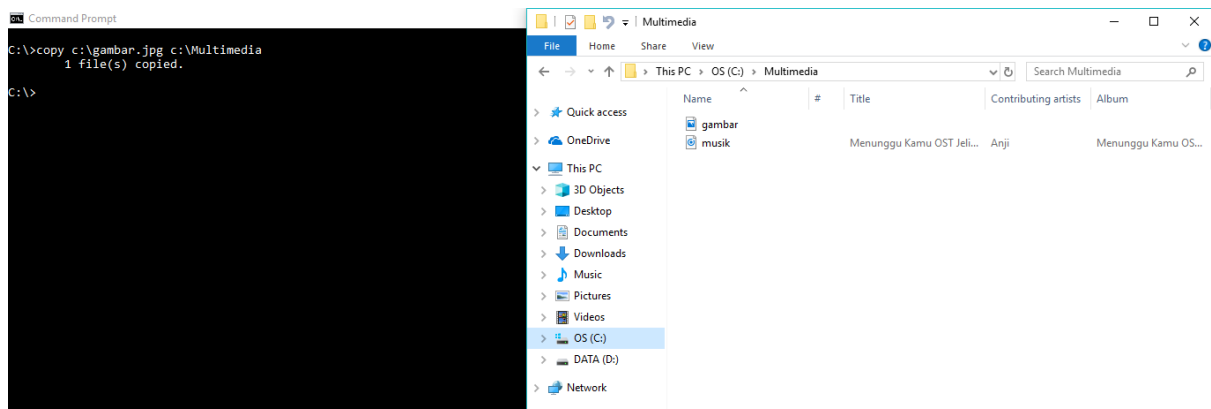 Command Prompt
C:\>copy c:\gambar.jpg c:\Multimedia
1 file(s) copied.
C:\>
Multimedia
File Home Share View
This PC > OS (C:) > Multimedia
Search Multimedia
Name # Title Contributing artists Album
gambar
musik Menunggu Kamu OST Jeli... Anji Menunggu Kamu OS...
Quick access
OneDrive
This PC
3D Objects
Desktop
Documents
Downloads
Music
Pictures
Videos
OS (C:)
DATA (D:)
Network